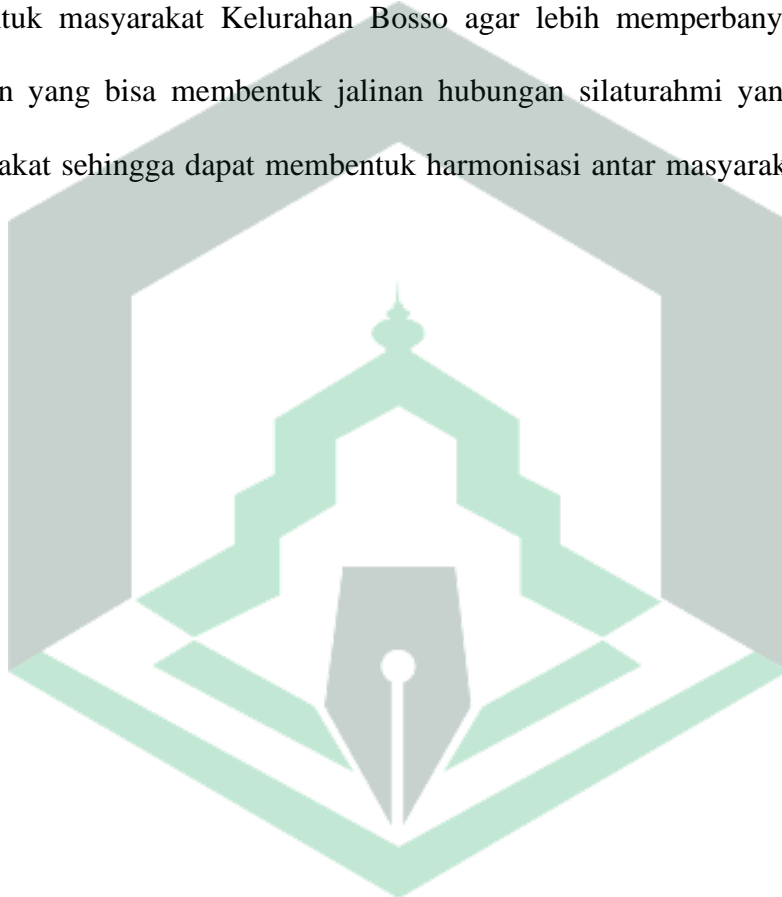 tuk masyarakat Kelurahan Bosso agar lebih memperbany
n yang bisa membentuk jalinan hubungan silaturahmi yan
akat sehingga dapat membentuk harmonisasi antar masyarak